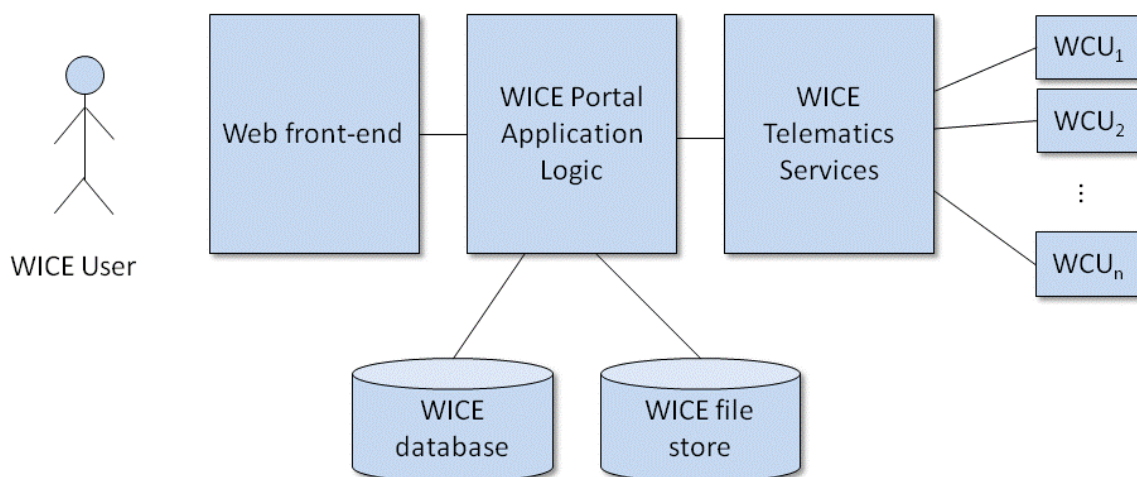 WICE User
Web front-end
WICE Portal
Application
Logic
WICE
Telematics
Services
WCU₁
WCU₂
⋮
WCUₙ
WICE
database
WICE file
store